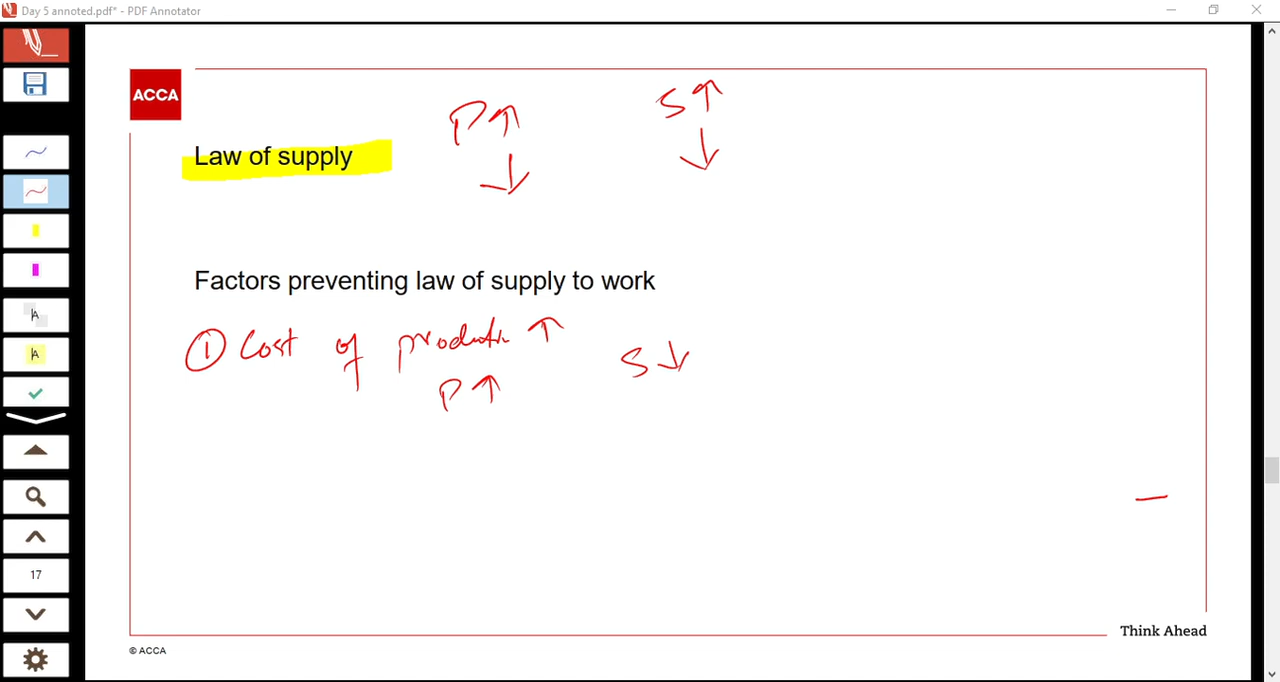 Day 5 annoted.pdf* - PDF Annotator
ACCA
P↑ S↑
↓ ↓
Law of supply
Factors preventing law of supply to work
① Cost of productn ↑
P↑ S↓
17
Think Ahead
© ACCA